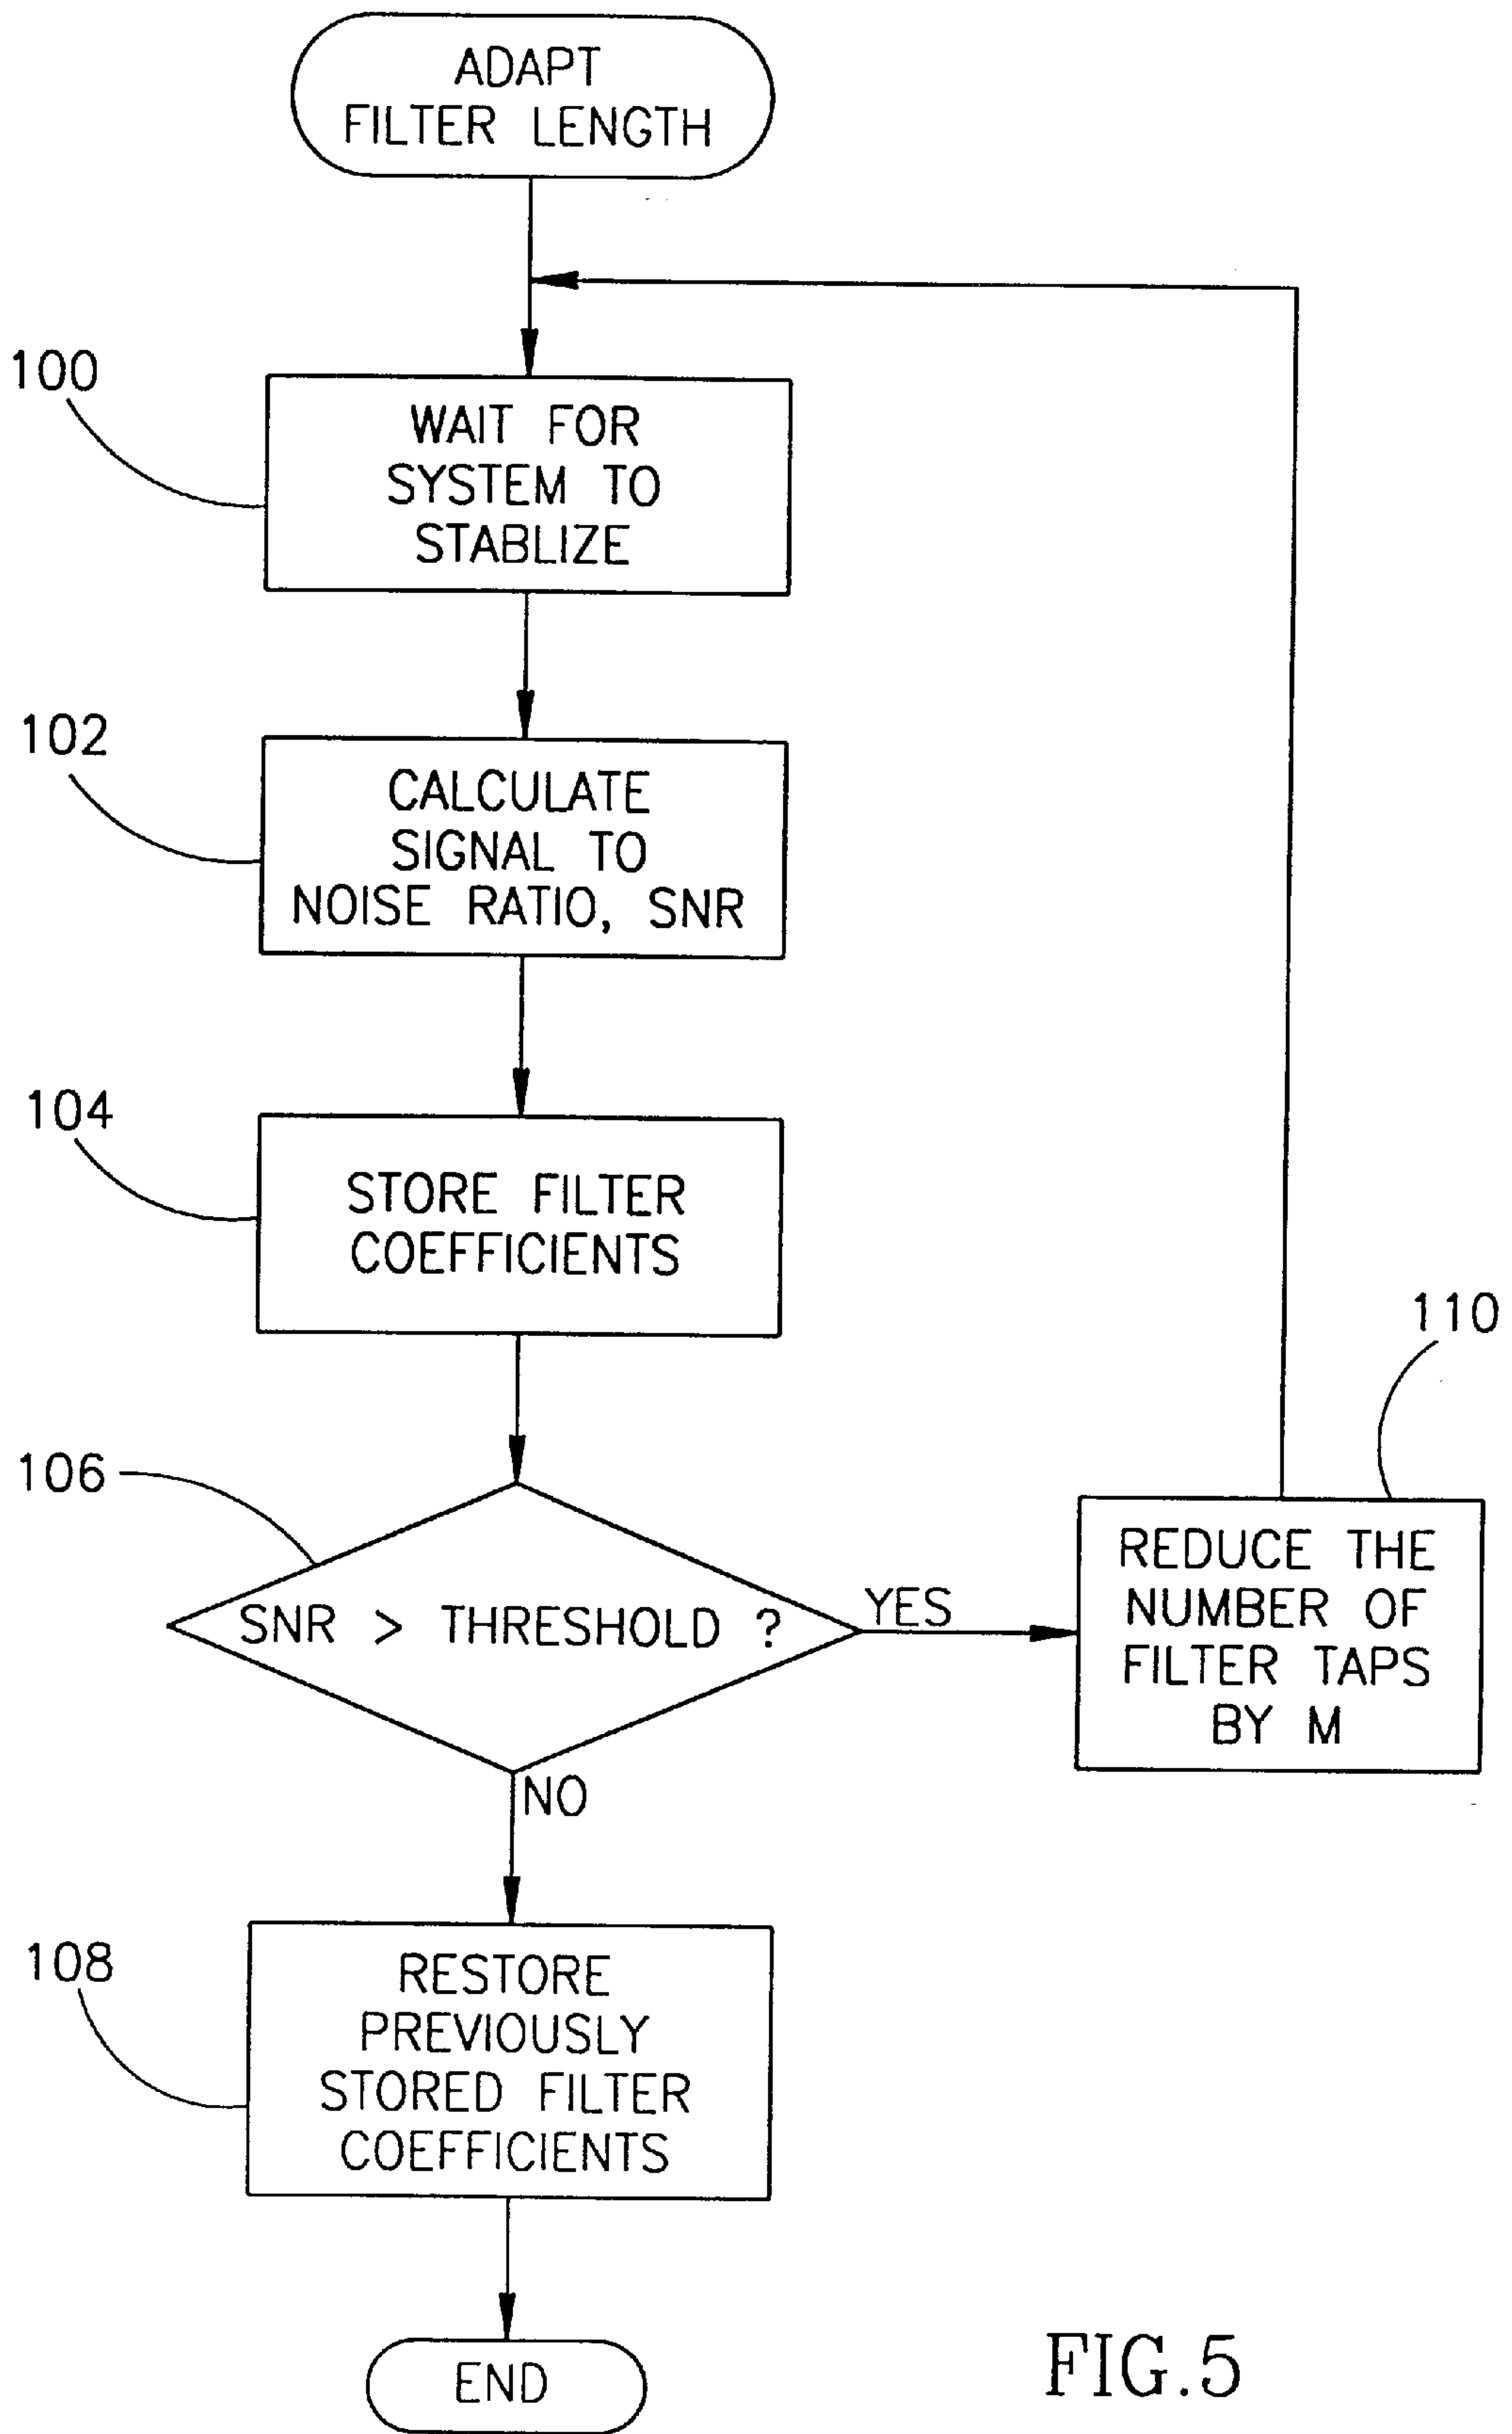 ADAPT
FILTER LENGTH
100
WAIT FOR
SYSTEM TO
STABLIZE
102
CALCULATE
SIGNAL TO
NOISE RATIO, SNR
104
STORE FILTER
COEFFICIENTS
106
SNR > THRESHOLD ?
YES
110
REDUCE THE
NUMBER OF
FILTER TAPS
BY M
NO
108
RESTORE
PREVIOUSLY
STORED FILTER
COEFFICIENTS
END
FIG.5